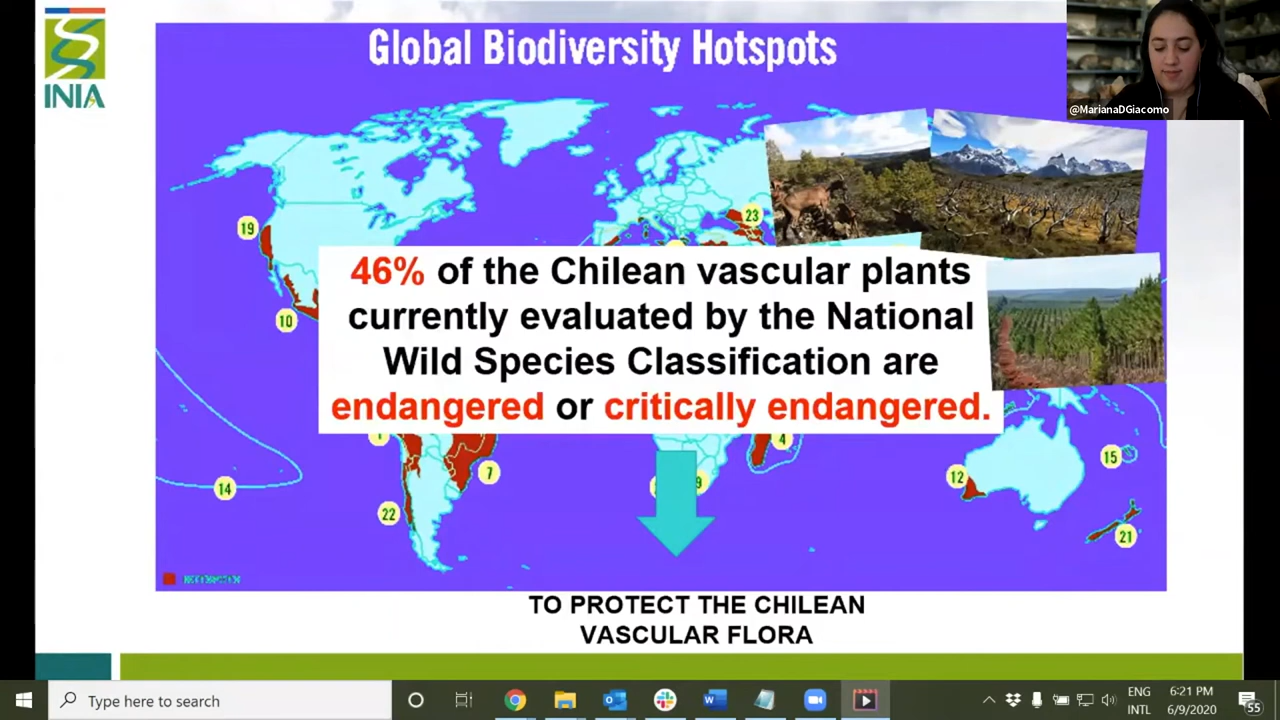 INIA
Global Biodiversity Hotspots
@MarianaDGiacomo
19
23
10
46% of the Chilean vascular plants
currently evaluated by the National
Wild Species Classification are
endangered or critically endangered.
4
7
15
12
14
9
22
21
TO PROTECT THE CHILEAN
VASCULAR FLORA
Type here to search
ENG
INTL
6:21 PM
6/9/2020
55